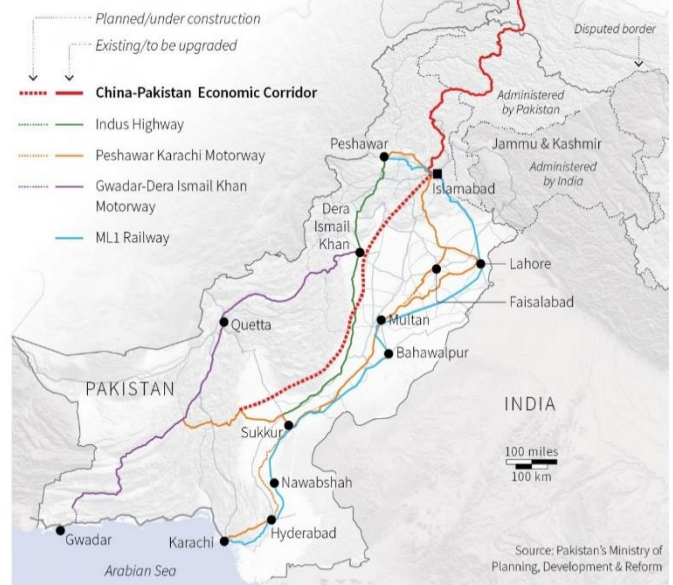 Planned/under construction
Existing/to be upgraded
China-Pakistan Economic Corridor
Indus Highway
Peshawar Karachi Motorway
Gwadar-Dera Ismail Khan
Motorway
ML1 Railway
Disputed border
Administered
by Pakistan
Jammu & Kashmir
Administered
by India
Peshawar
Islamabad
Dera
Ismail
Khan
Lahore
Faisalabad
Quetta
Multan
Bahawalpur
PAKISTAN
INDIA
Sukkur
100 miles
100 km
Nawabshah
Hyderabad
Gwadar
Karachi
Arabian Sea
Source: Pakistan's Ministry of
Planning, Development & Reform